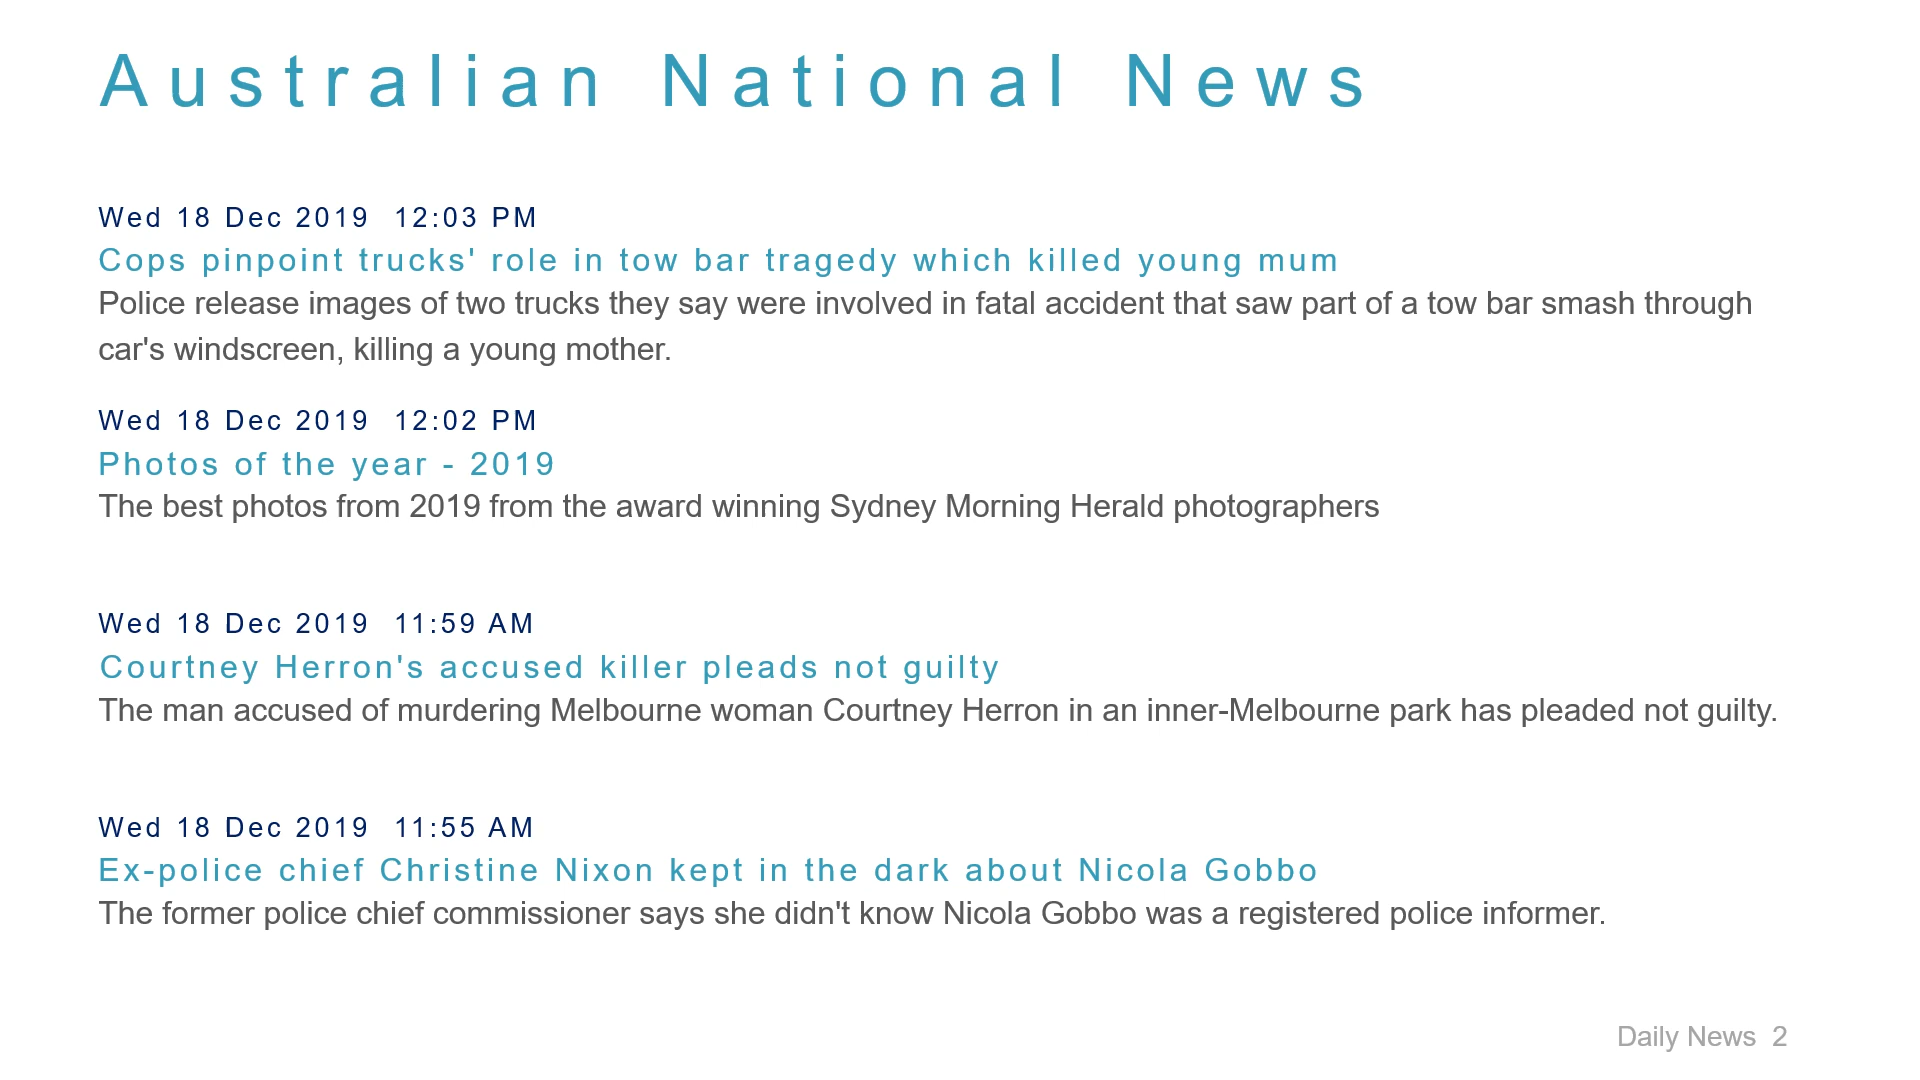 Australian National News
Wed 18 Dec 2019  12:03 PM
Cops pinpoint trucks' role in tow bar tragedy which killed young mum
Police release images of two trucks they say were involved in fatal accident that saw part of a tow bar smash through
car's windscreen, killing a young mother.
Wed 18 Dec 2019  12:02 PM
Photos of the year - 2019
The best photos from 2019 from the award winning Sydney Morning Herald photographers
Wed 18 Dec 2019  11:59 AM
Courtney Herron's accused killer pleads not guilty
The man accused of murdering Melbourne woman Courtney Herron in an inner-Melbourne park has pleaded not guilty.
Wed 18 Dec 2019  11:55 AM
Ex-police chief Christine Nixon kept in the dark about Nicola Gobbo
The former police chief commissioner says she didn't know Nicola Gobbo was a registered police informer.
Daily News  2